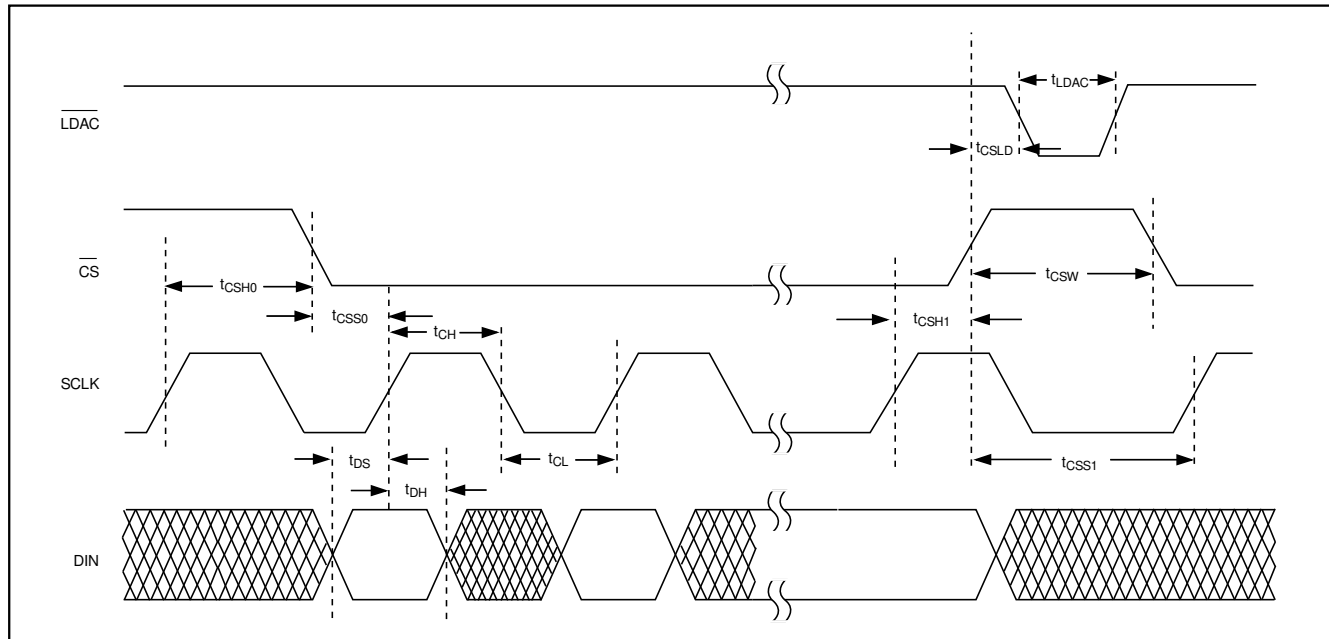 tLDAC
LDAC
tCSLD
CS
tCSH0
tCSW
tCSS0
tCH
tCSH1
SCLK
tDS
tCL
tCSS1
tDH
DIN